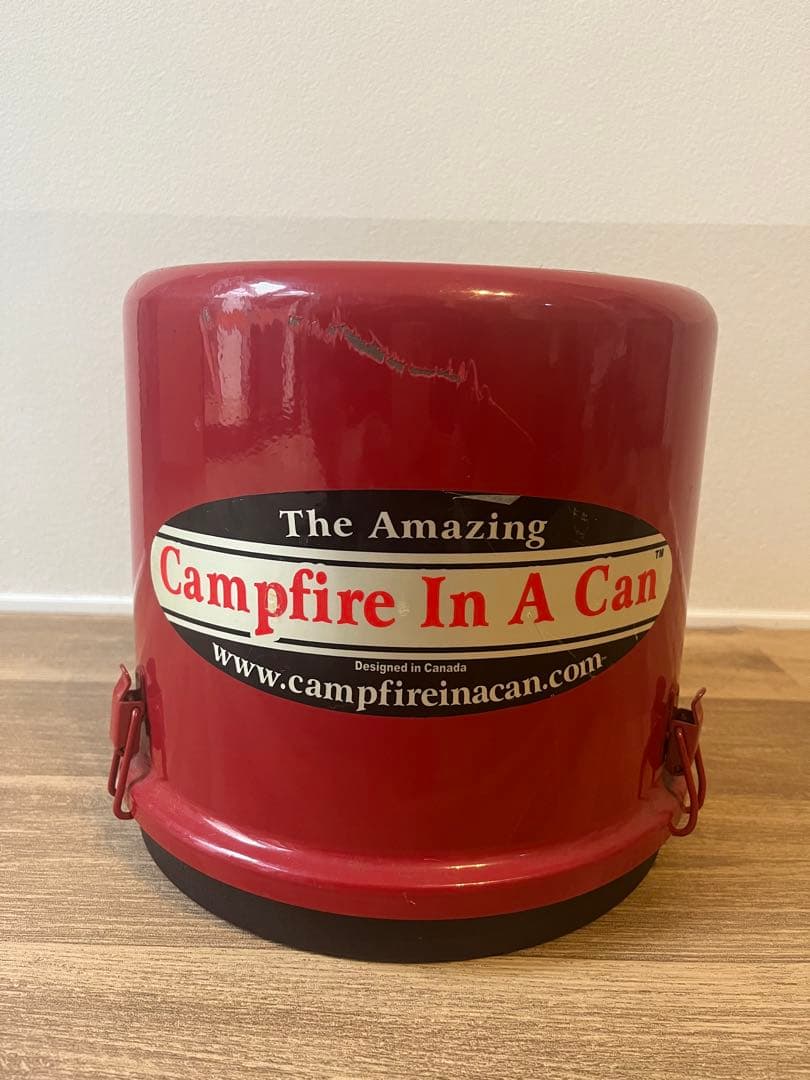 The Amazing
Campfire In A Can™
Designed in Canada
www.campfireinacan.com